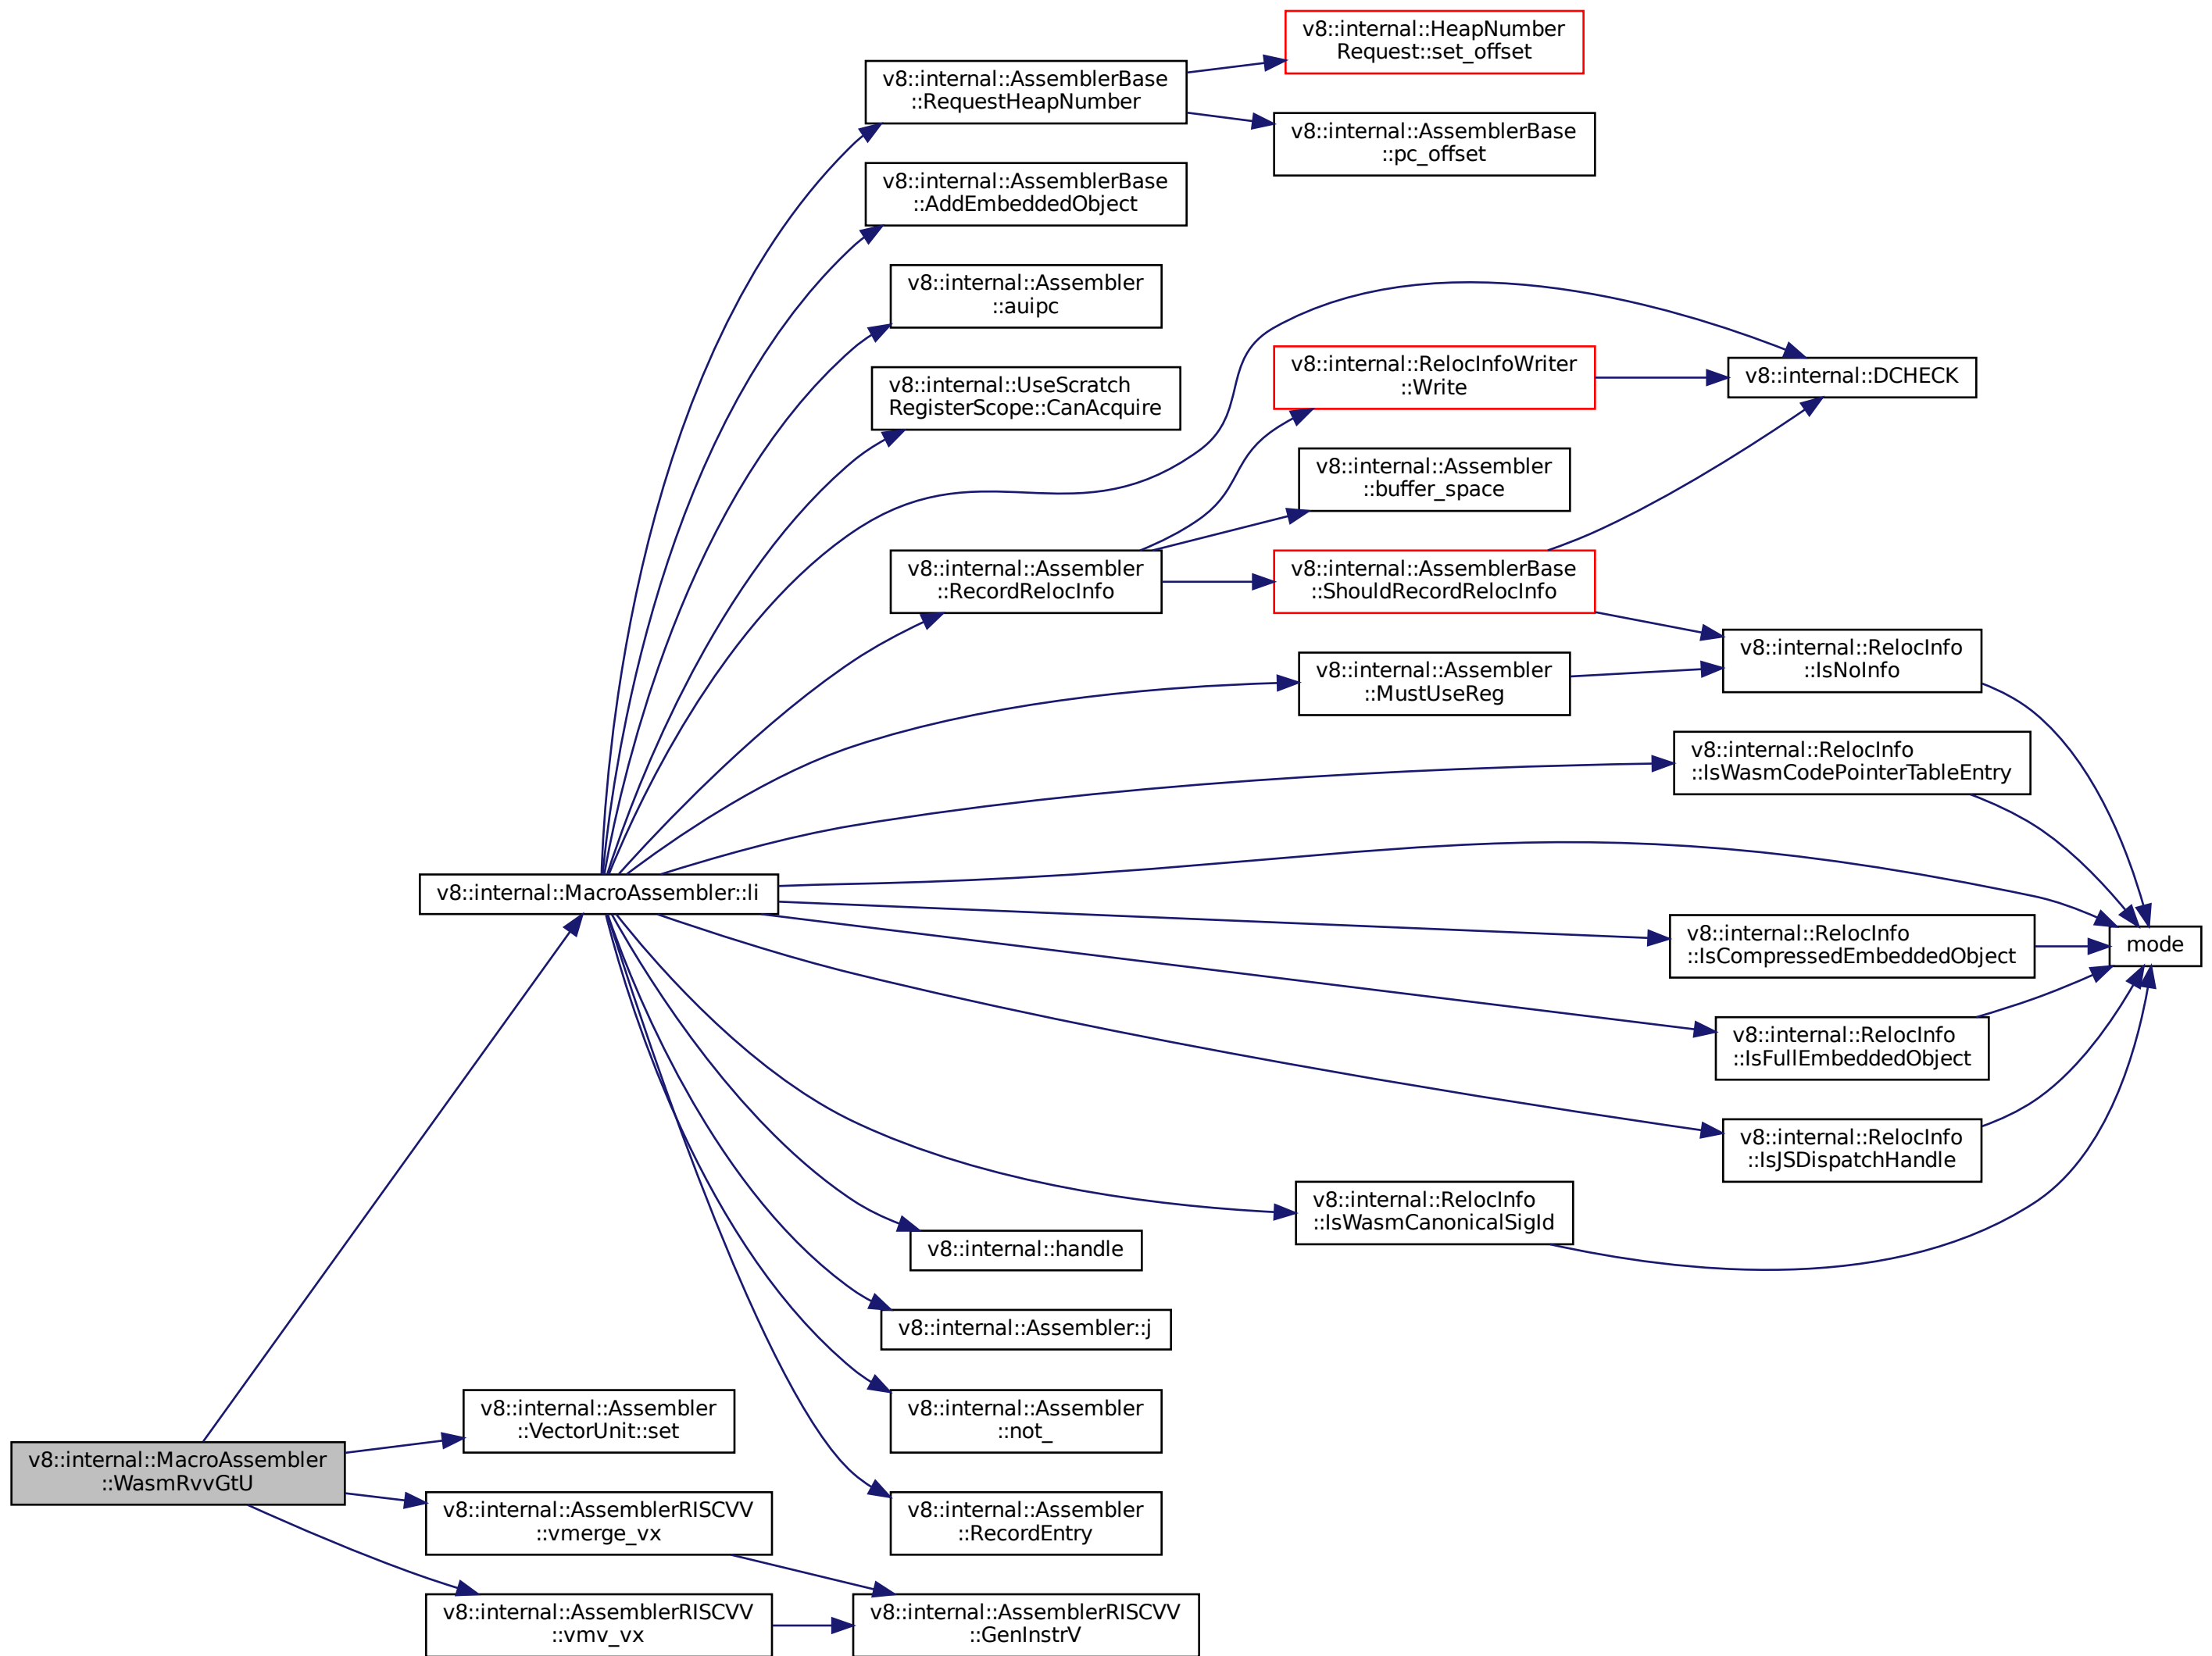 v8::internal::HeapNumber
Request::set_offset
v8::internal::AssemblerBase
::RequestHeapNumber
v8::internal::AssemblerBase
::pc_offset
v8::internal::AssemblerBase
::AddEmbeddedObject
v8::internal::Assembler
::auipc
v8::internal::RelocInfoWriter
::Write
v8::internal::DCHECK
v8::internal::UseScratch
RegisterScope::CanAcquire
v8::internal::Assembler
::buffer_space
v8::internal::Assembler
::RecordRelocInfo
v8::internal::AssemblerBase
::ShouldRecordRelocInfo
v8::internal::RelocInfo
::IsNoInfo
v8::internal::Assembler
::MustUseReg
v8::internal::RelocInfo
::IsWasmCodePointerTableEntry
v8::internal::MacroAssembler::li
v8::internal::RelocInfo
::IsCompressedEmbeddedObject
mode
v8::internal::RelocInfo
::IsFullEmbeddedObject
v8::internal::RelocInfo
::IsJSDispatchHandle
v8::internal::RelocInfo
::IsWasmCanonicalSigId
v8::internal::handle
v8::internal::Assembler::j
v8::internal::Assembler
::VectorUnit::set
v8::internal::Assembler
::not_
v8::internal::MacroAssembler
::WasmRvvGtU
v8::internal::AssemblerRISCVV
::vmerge_vx
v8::internal::Assembler
::RecordEntry
v8::internal::AssemblerRISCVV
::vmv_vx
v8::internal::AssemblerRISCVV
::GenInstrV